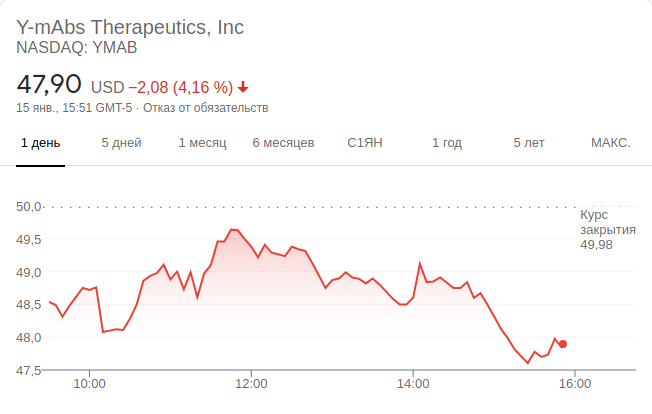 Y-mAbs Therapeutics, Inc
NASDAQ: YMAB
47,90 USD −2,08 (4,16 %)
15 янв., 15:51 GMT-5 · Отказ от обязательств
1 день 5 дней 1 месяц 6 месяцев С1ЯН 1 год 5 лет МАКС.
50,0
Курс
закрытия
49,98
49,5
49,0
48,5
48,0
47,5
10:00 12:00 14:00 16:00